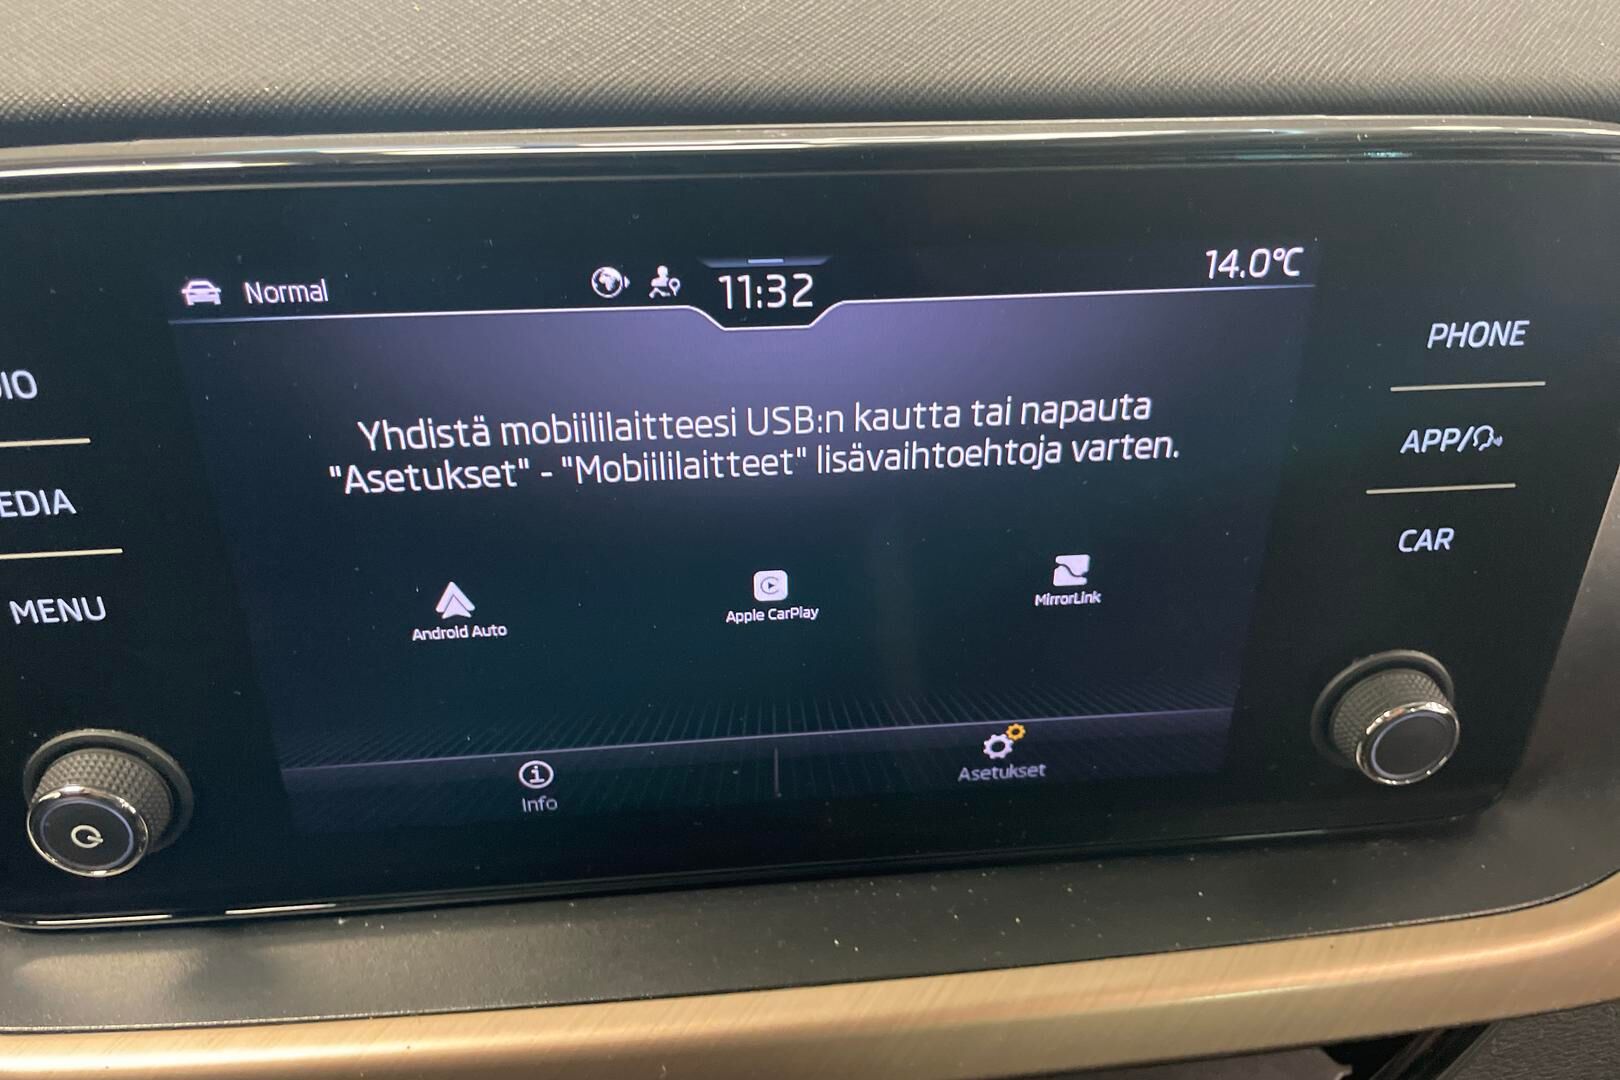 Normal
11:32
14.0°C
IO
EDIA
MENU
PHONE
APP/
CAR
Yhdistä mobiililaitteesi USB:n kautta tai napauta
"Asetukset" - "Mobiililaitteet" lisävaihtoehtoja varten.
Android Auto
Apple CarPlay
MirrorLink
Info
Asetukset